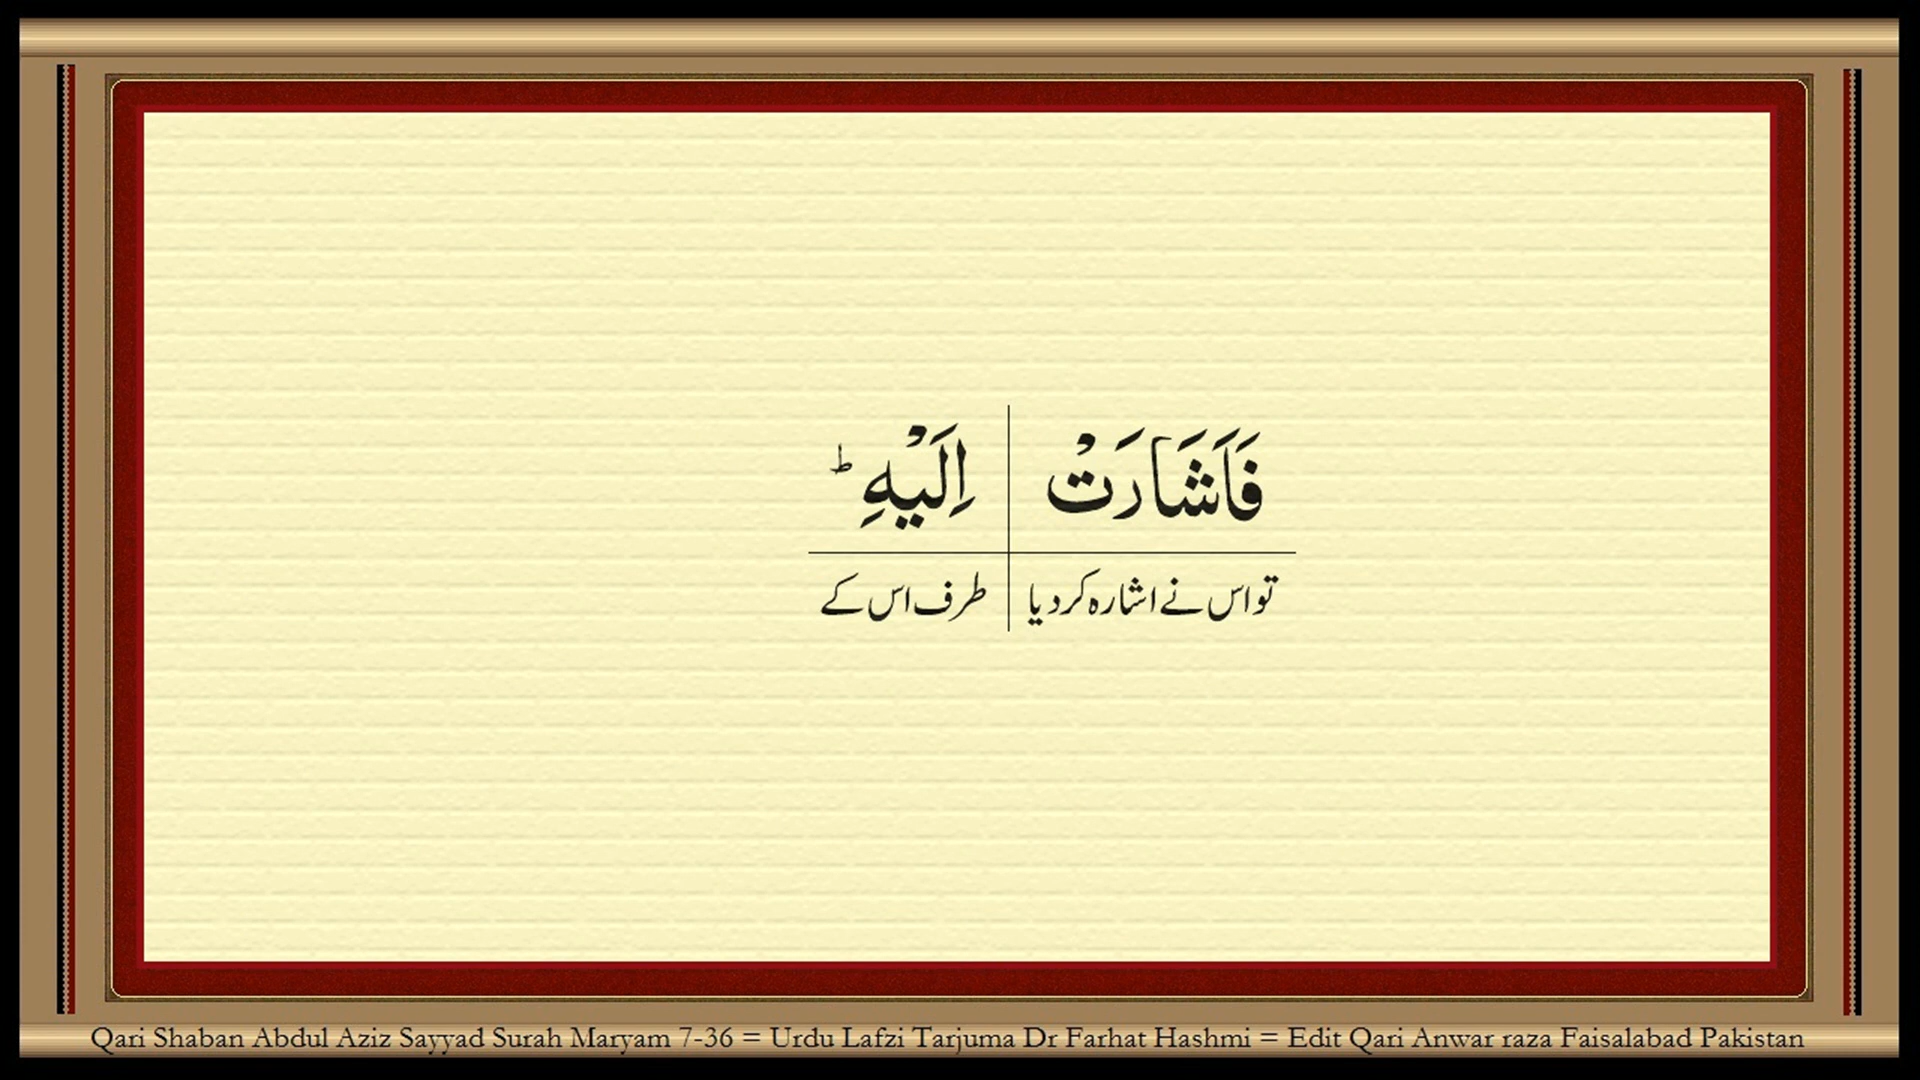 فَاَشَارَتْ اِلَیْهِ ؕ
تو اس نے اشارہ کر دیا طرف اس کے
Qari Shaban Abdul Aziz Sayyad Surah Maryam 7-36 = Urdu Lafzi Tarjuma Dr Farhat Hashmi = Edit Qari Anwar raza Faisalabad Pakistan